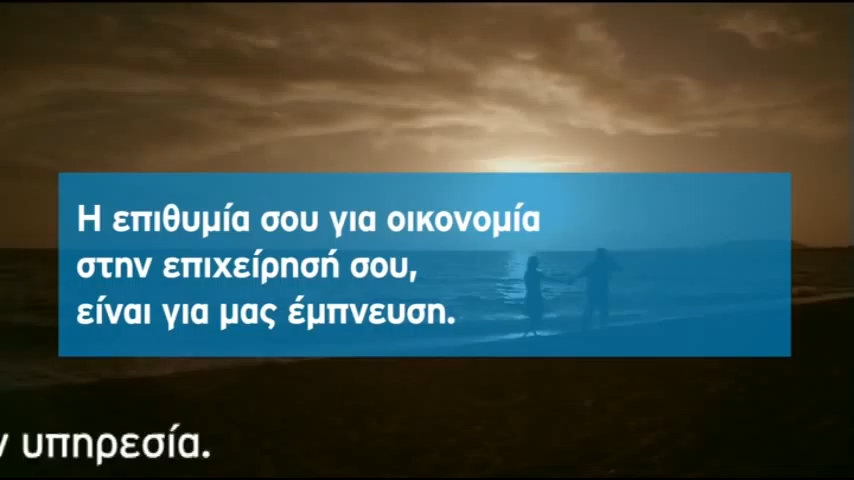 Η επιθυμία σου για οικονομία
στην επιχείρησή σου,
είναι για μας έμπνευση.
ν υπηρεσία.